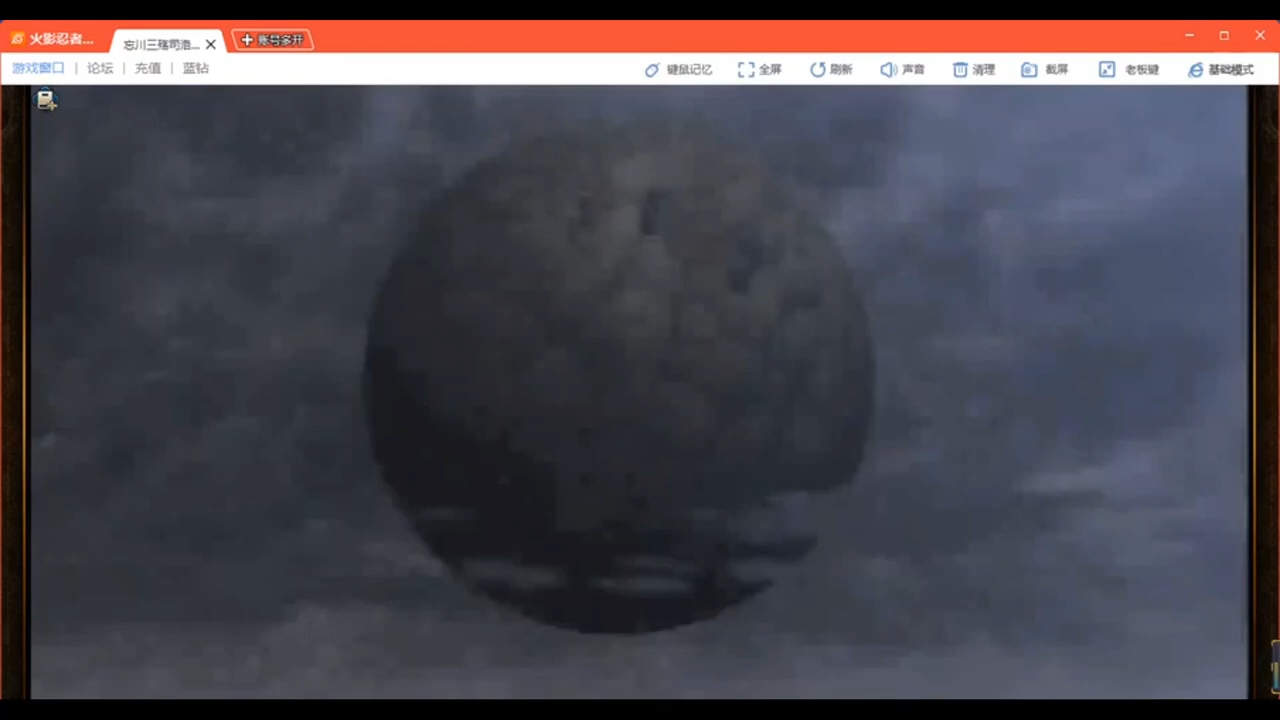 火影忍者...
忘川三殇司洛...
账号多开
游戏窗口 | 论坛 | 充值 | 蓝钻
键鼠记忆 全屏 刷新 声音 清理 截屏 老板键 基础模式